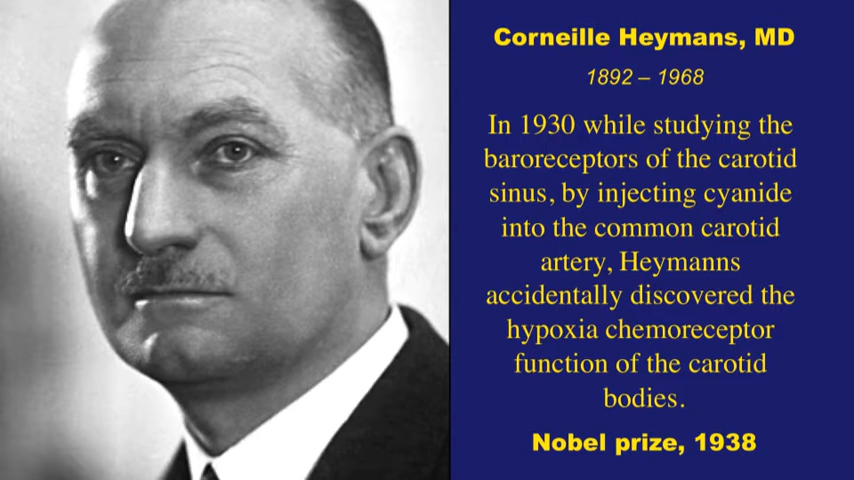 Corneille Heymans, MD
1892 – 1968
In 1930 while studying the
baroreceptors of the carotid
sinus, by injecting cyanide
into the common carotid
artery, Heymanns
accidentally discovered the
hypoxia chemoreceptor
function of the carotid
bodies.
Nobel prize, 1938